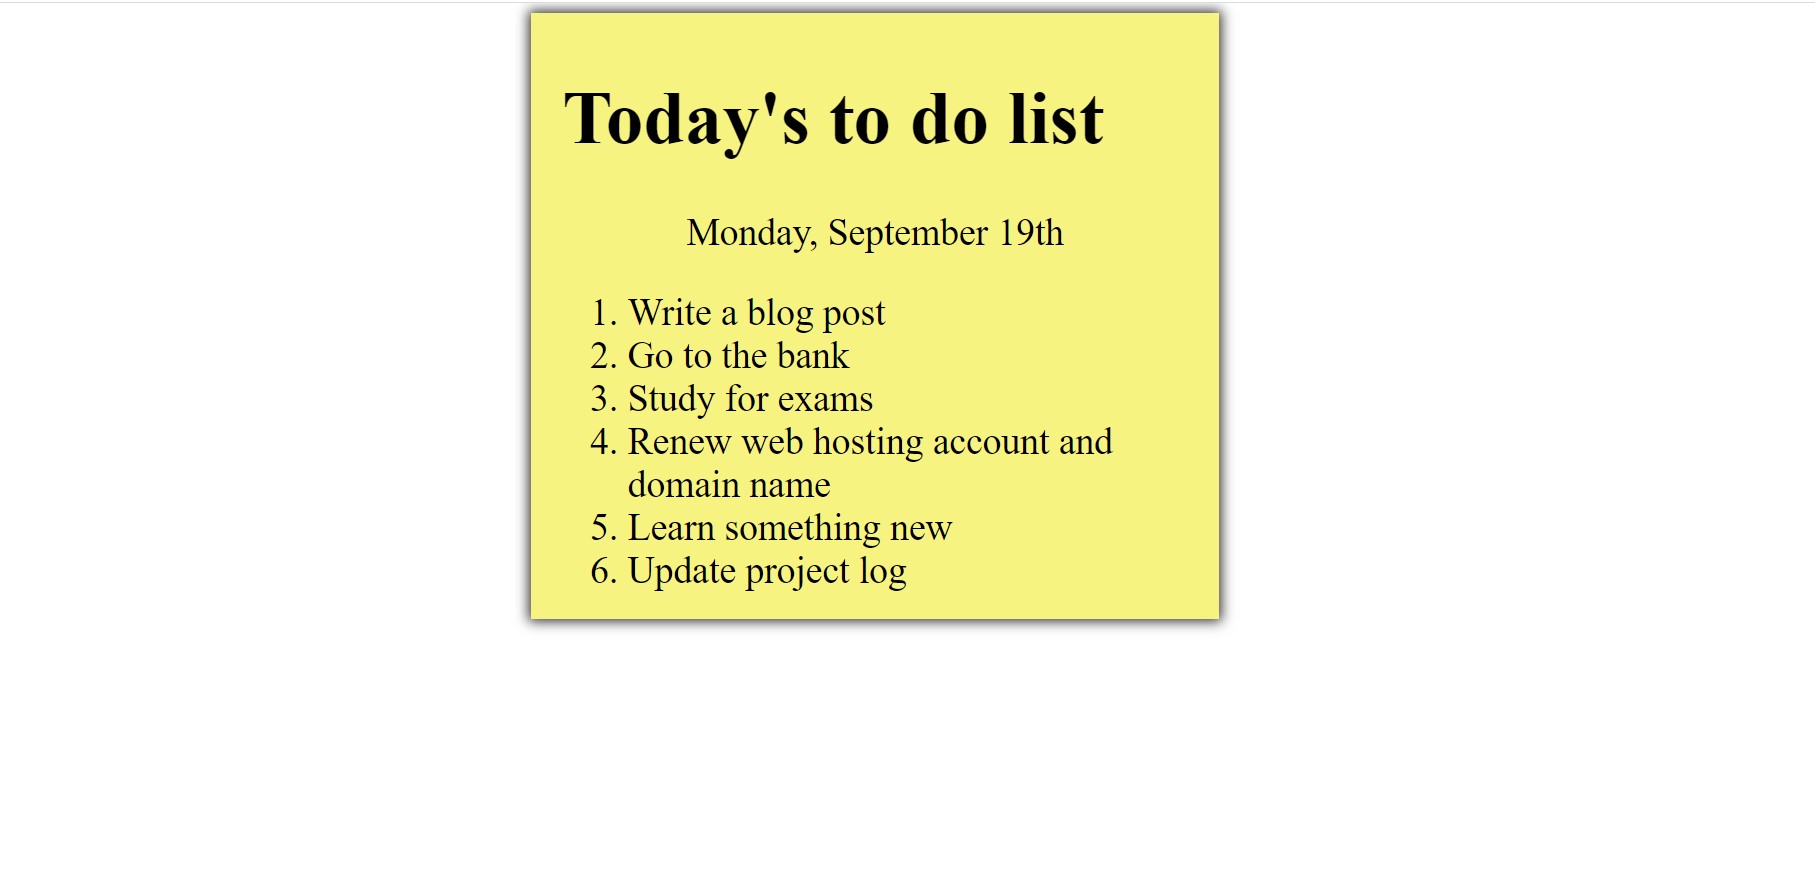 Today's to do list
Monday, September 19th
1. Write a blog post
2. Go to the bank
3. Study for exams
4. Renew web hosting account and
domain name
5. Learn something new
6. Update project log